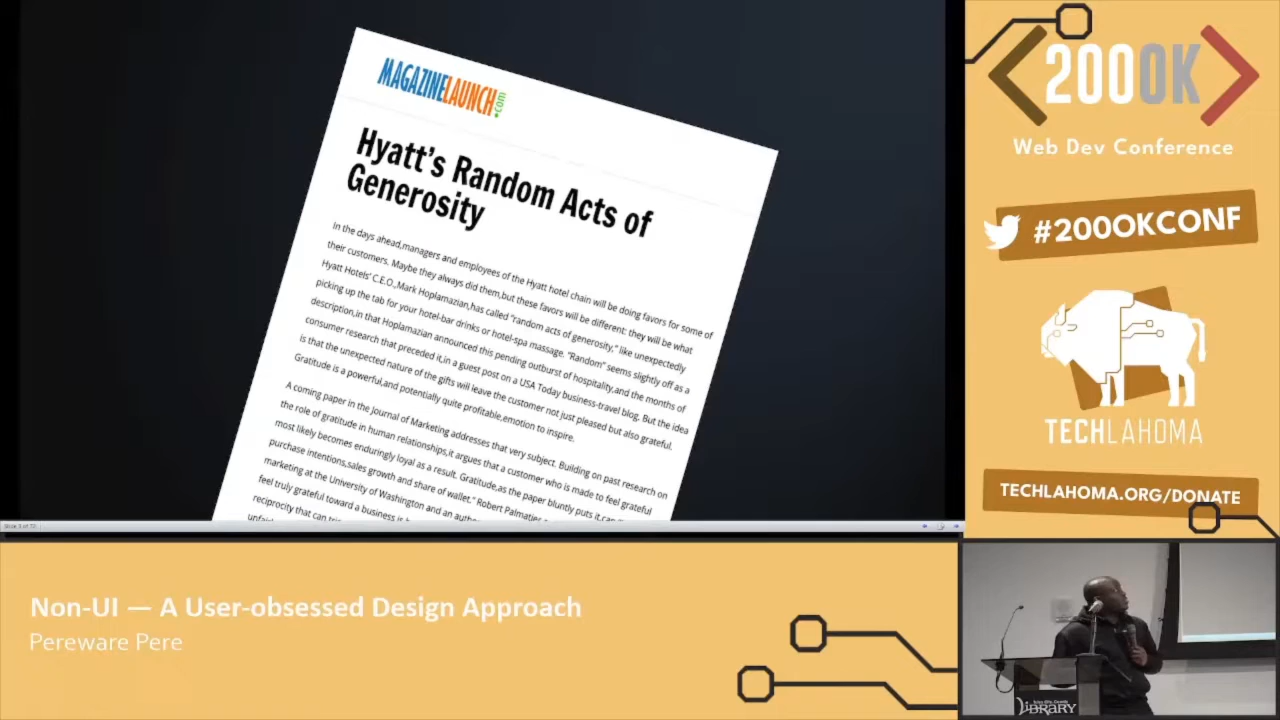 MAGAZINELAUNCH.com
Hyatt's Random Acts of
Generosity
In the days ahead,managers and employees of the Hyatt hotel chain will be doing favors for some of
their customers. Maybe they always did them,but these favors will be different: they will be what
Hyatt Hotels' C.E.O.,Mark Hoplamazian,has called "random acts of generosity," like unexpectedly
picking up the tab for your hotel-bar drinks or hotel-spa massage. "Random" seems slightly off as a
description,in that Hoplamazian announced this pending outburst of hospitality,and the months of
consumer research that preceded it,in a guest post on a USA Today business-travel blog. But the idea
is that the unexpected nature of the gifts will leave the customer not just pleased but also grateful.
Gratitude is a powerful,and potentially quite profitable,emotion to inspire.
A coming paper in the Journal of Marketing addresses that very subject. Building on past research on
the role of gratitude in human relationships,it argues that a customer who is made to feel grateful
most likely becomes enduringly loyal as a result. Gratitude,as the paper bluntly puts it,can
purchase intentions,sales growth and share of wallet." Robert Palmatier,
marketing at the University of Washington and an
feel truly grateful toward a business is
reciprocity that can
Slide 5 of 72
200OK
Web Dev Conference
#200OKCONF
TECHLAHOMA
TECHLAHOMA.ORG/DONATE
Non-UI — A User-obsessed Design Approach
Pereware Pere
LIBRARY